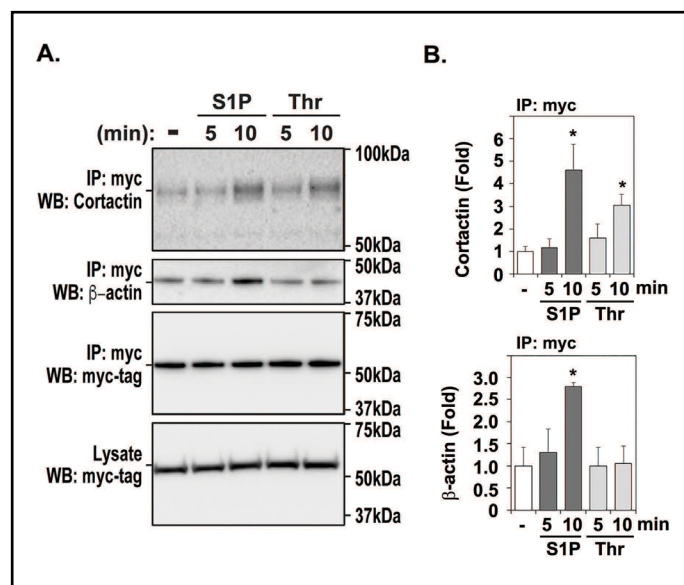 A.
S1P Thr
(min): - 5 10 5 10
100kDa
IP: myc
WB: Cortactin
50kDa
IP: myc
WB: β-actin
50kDa
37kDa
75kDa
IP: myc
WB: myc-tag
50kDa
37kDa
Lysate
WB: myc-tag
75kDa
50kDa
37kDa
B.
IP: myc
Cortactin (Fold)
6
5
4
3
2
1
0
*
*
- 5 10 5 10 min
S1P Thr
IP: myc
β-actin (Fold)
3.0
2.5
2.0
1.5
1.0
0.5
0
*
- 5 10 5 10 min
S1P Thr